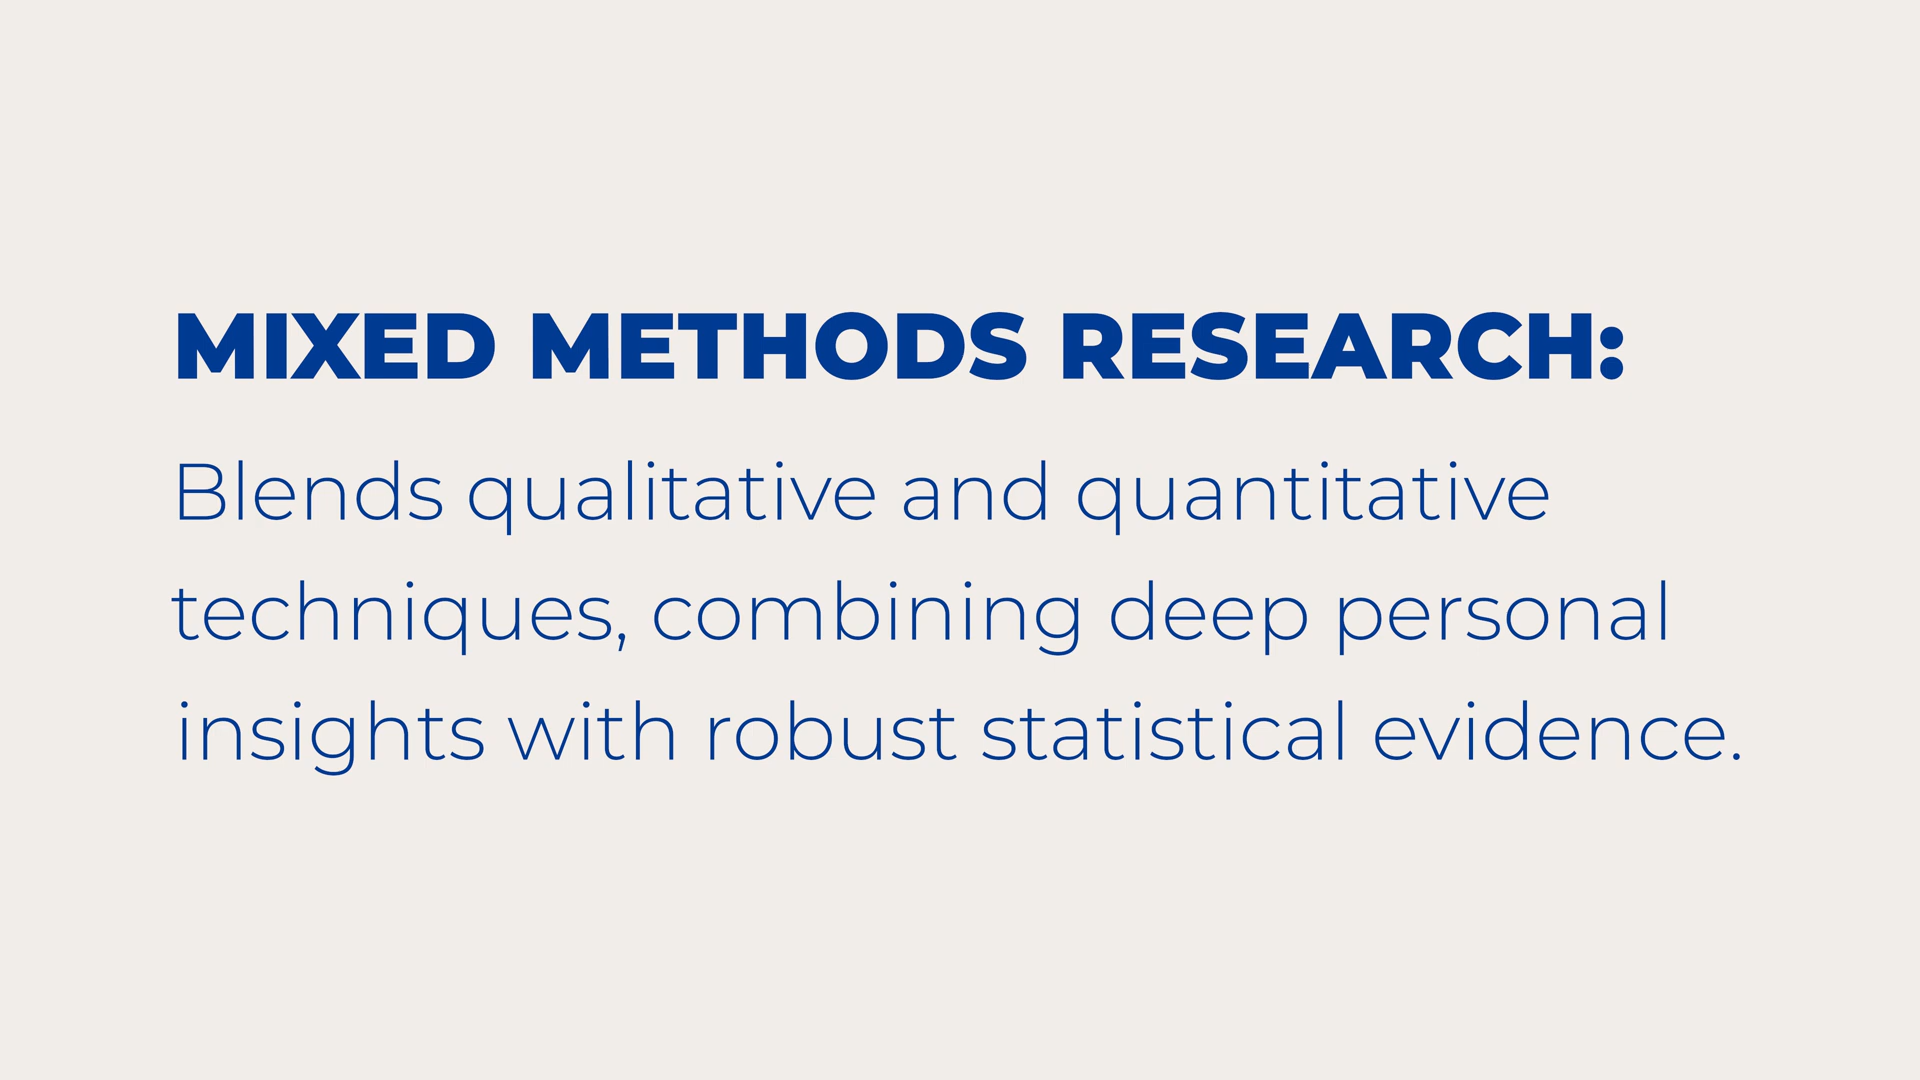 MIXED METHODS RESEARCH:
Blends qualitative and quantitative
techniques, combining deep personal
insights with robust statistical evidence.